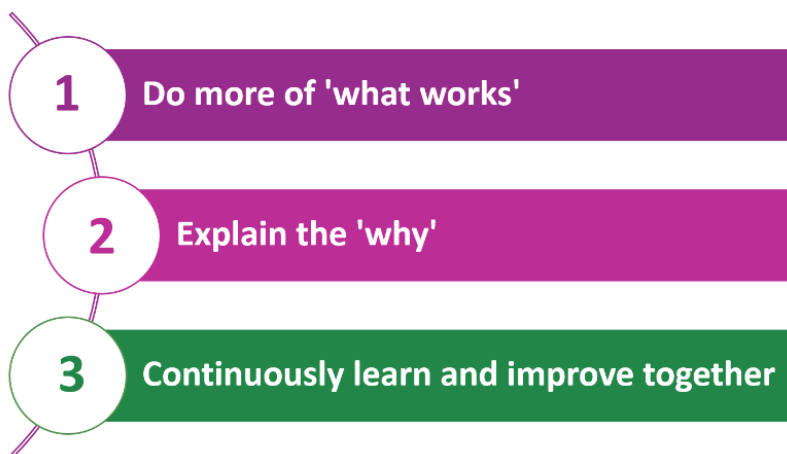 1 Do more of 'what works'
2 Explain the 'why'
3 Continuously learn and improve together